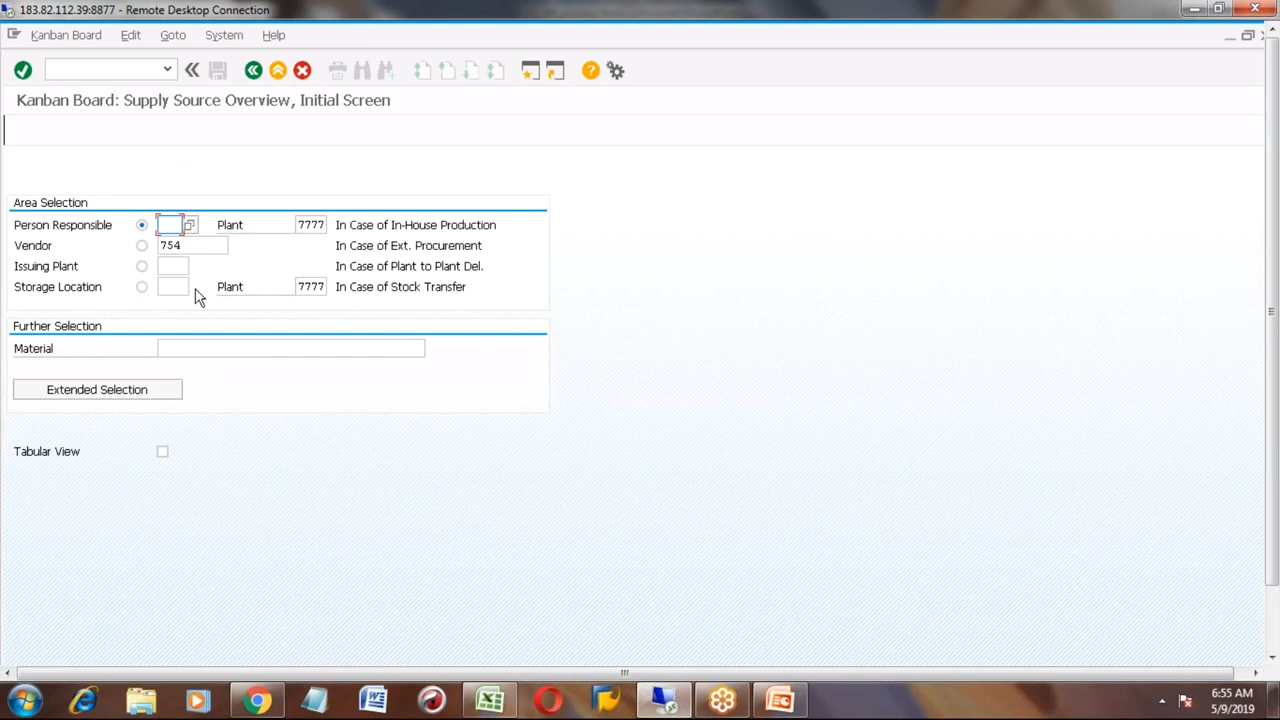 183.82.112.39:8877 - Remote Desktop Connection
Kanban Board Edit Goto System Help
Kanban Board: Supply Source Overview, Initial Screen
Area Selection
Person Responsible Plant 7777 In Case of In-House Production
Vendor 754 In Case of Ext. Procurement
Issuing Plant In Case of Plant to Plant Del.
Storage Location Plant 7777 In Case of Stock Transfer
Further Selection
Material
Extended Selection
Tabular View
6:55 AM
5/9/2019